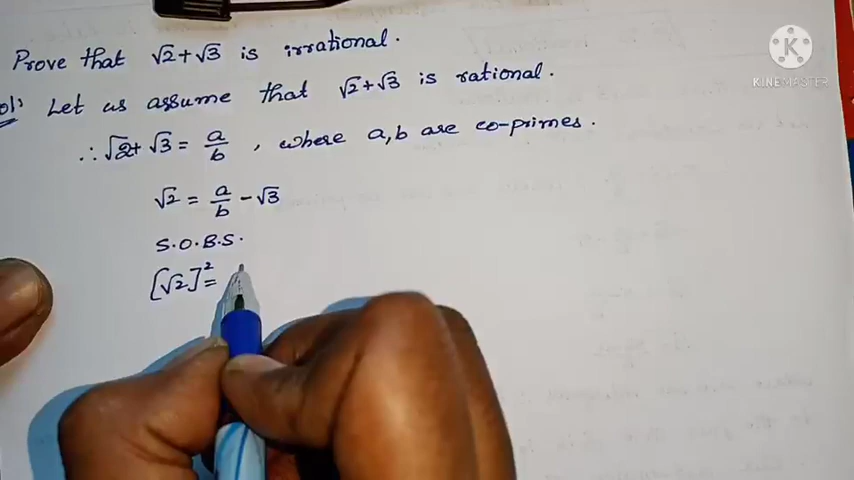 Prove that √2+√3 is irrational.
Let us assume that √2+√3 is rational.
∴ √2+√3 = a/b , where a,b are co-primes.
√2 = a/b - √3
S.O.B.S.
[√2]² =
KINEMASTER